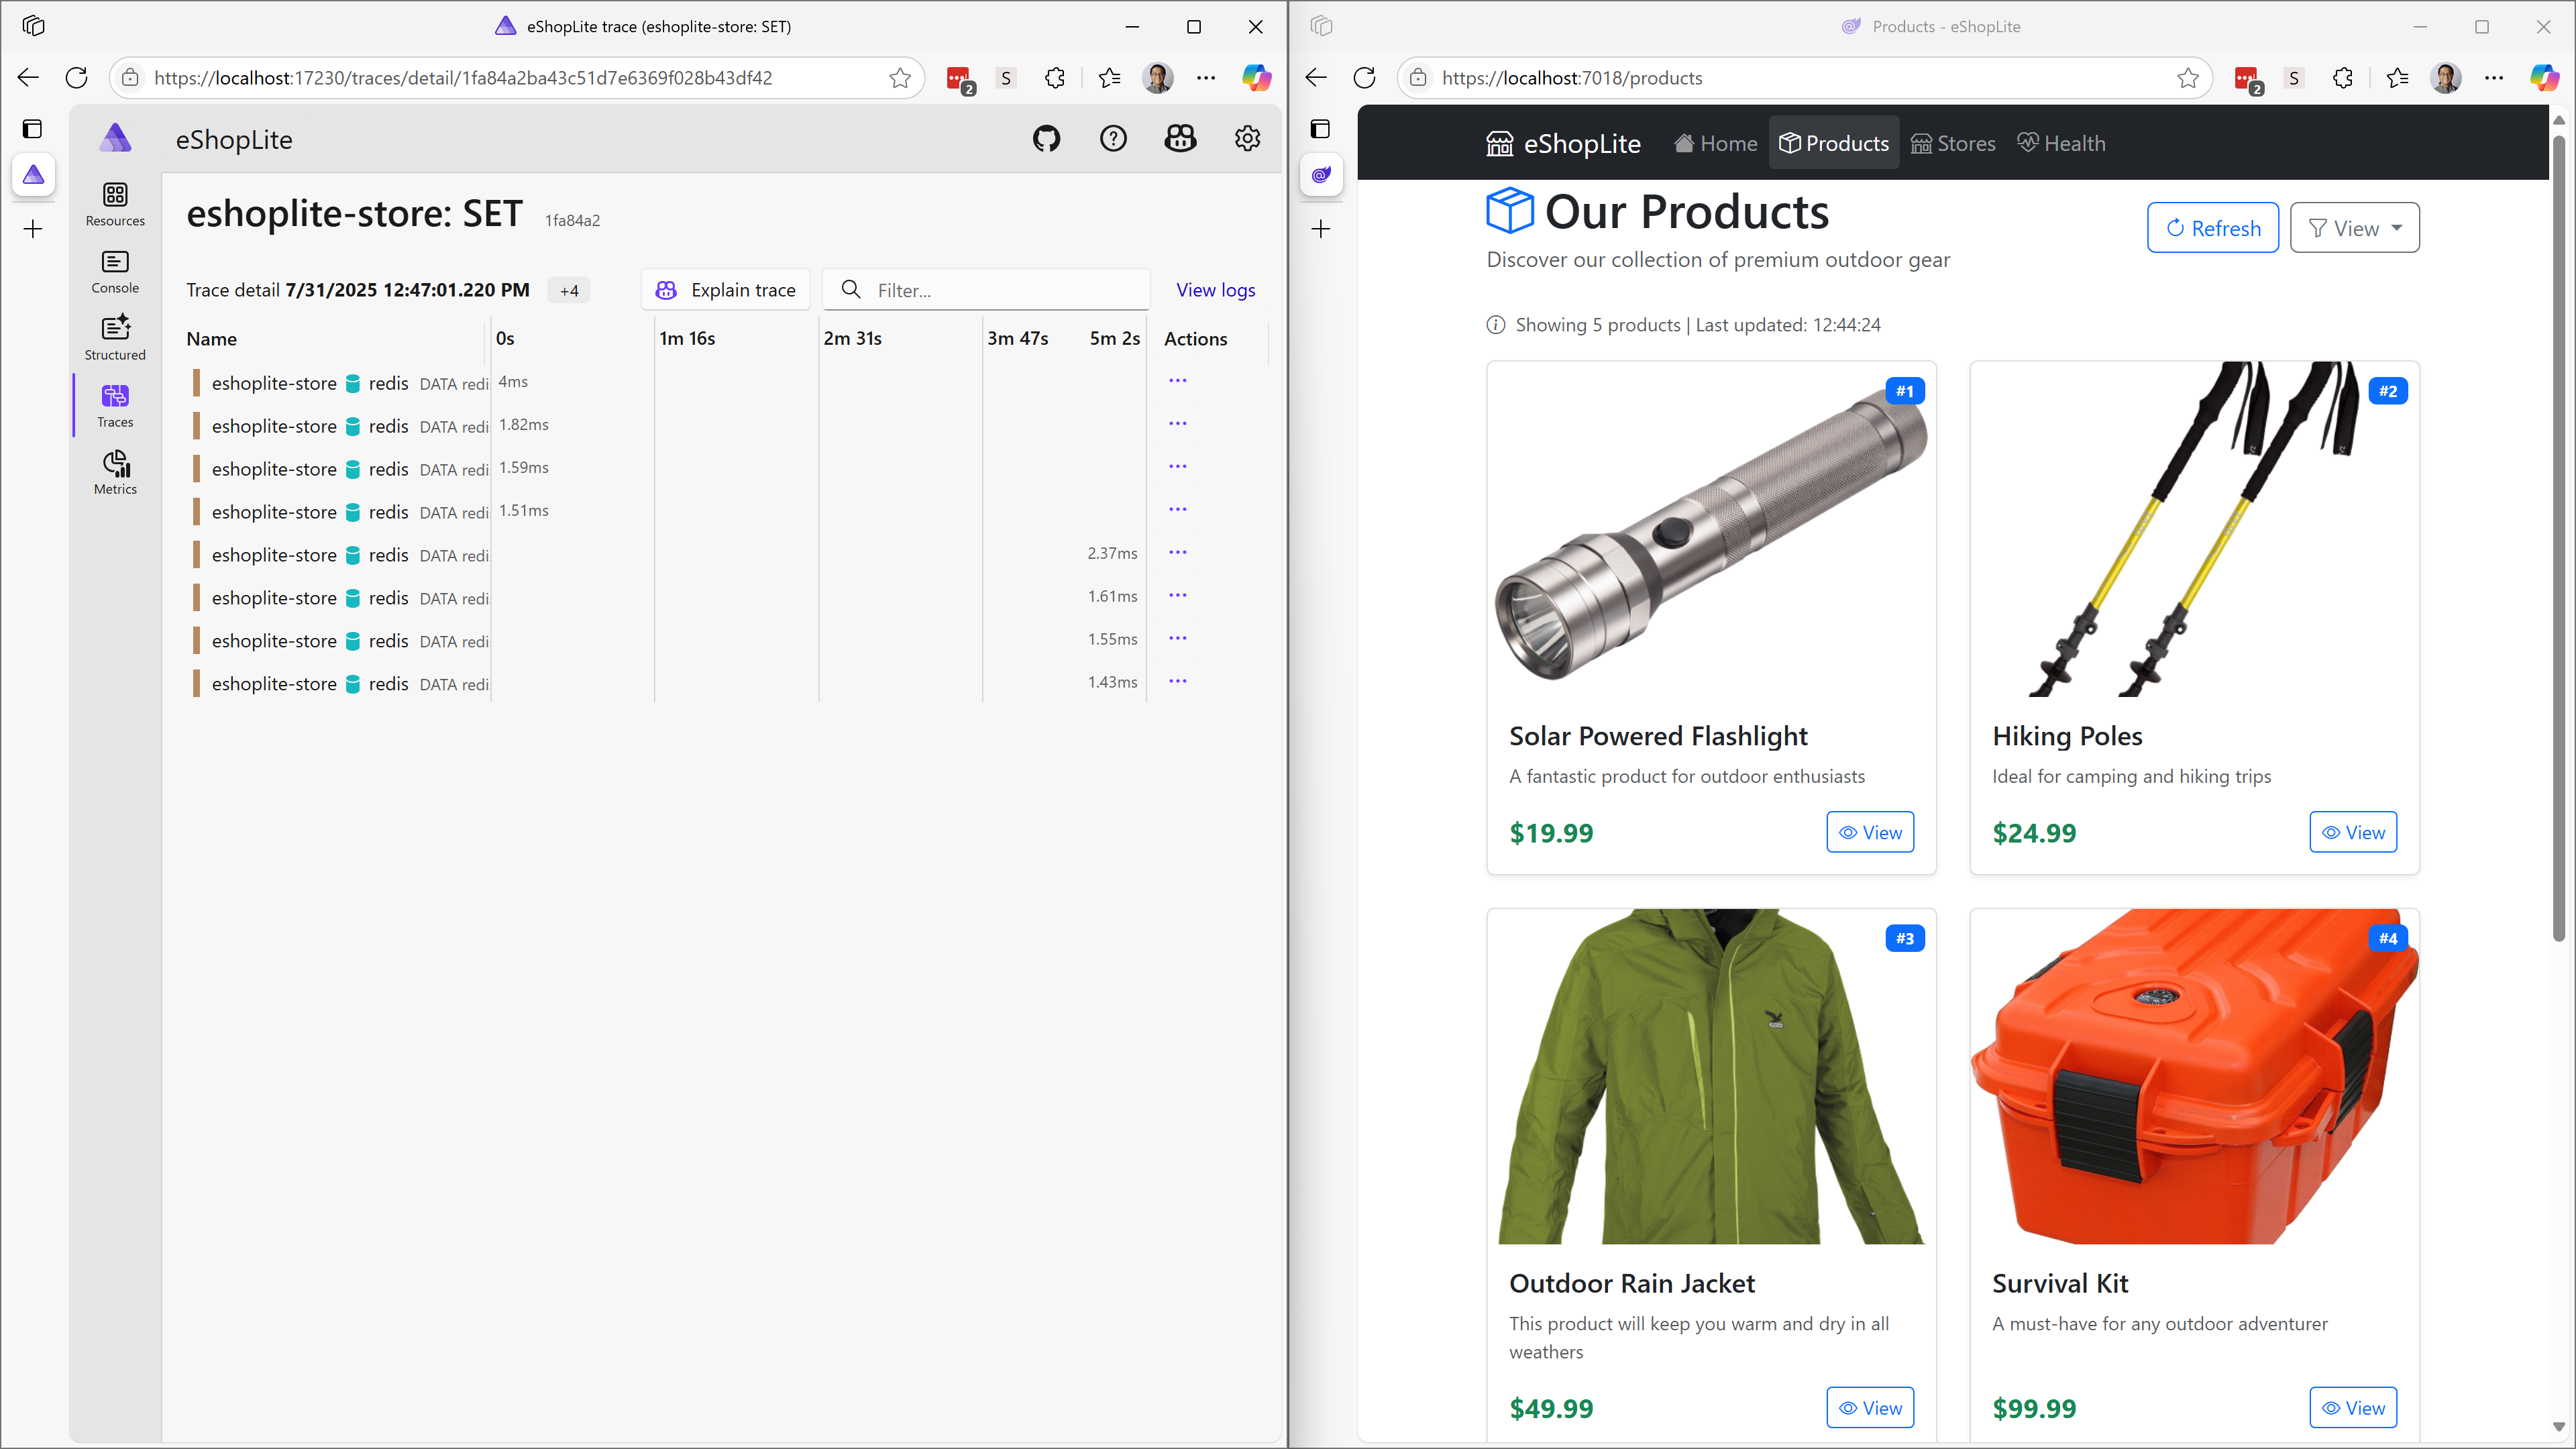 eShopLite trace (eshoplite-store: SET)
https://localhost:17230/traces/detail/1fa84a2ba43c51d7e6369f028b43df42
2
S
eShopLite
Resources
Console
Structured
Traces
Metrics
eshoplite-store: SET 1fa84a2
Trace detail 7/31/2025 12:47:01.220 PM +4 Explain trace Filter... View logs
Name 0s 1m 16s 2m 31s 3m 47s 5m 2s Actions
eshoplite-store redis DATA redi 4ms ...
eshoplite-store redis DATA redi 1.82ms ...
eshoplite-store redis DATA redi 1.59ms ...
eshoplite-store redis DATA redi 1.51ms ...
eshoplite-store redis DATA redi 2.37ms ...
eshoplite-store redis DATA redi 1.61ms ...
eshoplite-store redis DATA redi 1.55ms ...
eshoplite-store redis DATA redi 1.43ms ...
Products - eShopLite
https://localhost:7018/products
2
S
eShopLite Home Products Stores Health
Our Products
Discover our collection of premium outdoor gear
Refresh View
Showing 5 products | Last updated: 12:44:24
#1
Solar Powered Flashlight
A fantastic product for outdoor enthusiasts
$19.99 View
#2
Hiking Poles
Ideal for camping and hiking trips
$24.99 View
#3
Outdoor Rain Jacket
This product will keep you warm and dry in all
weathers
$49.99 View
#4
Survival Kit
A must-have for any outdoor adventurer
$99.99 View